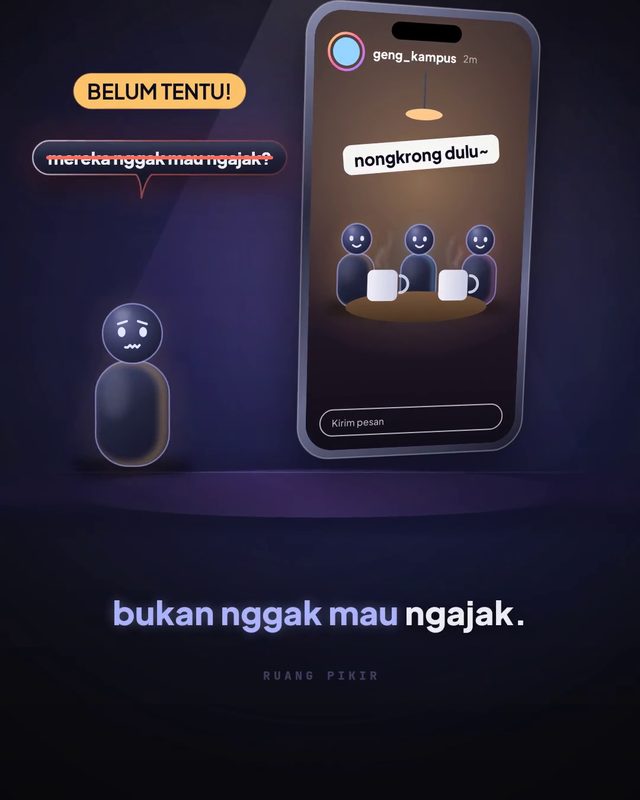 BELUM TENTU!
mereka nggak mau ngajak?
geng_kampus 2m
nongkrong dulu~
Kirim pesan
bukan nggak mau ngajak.
RUANG PIKIR